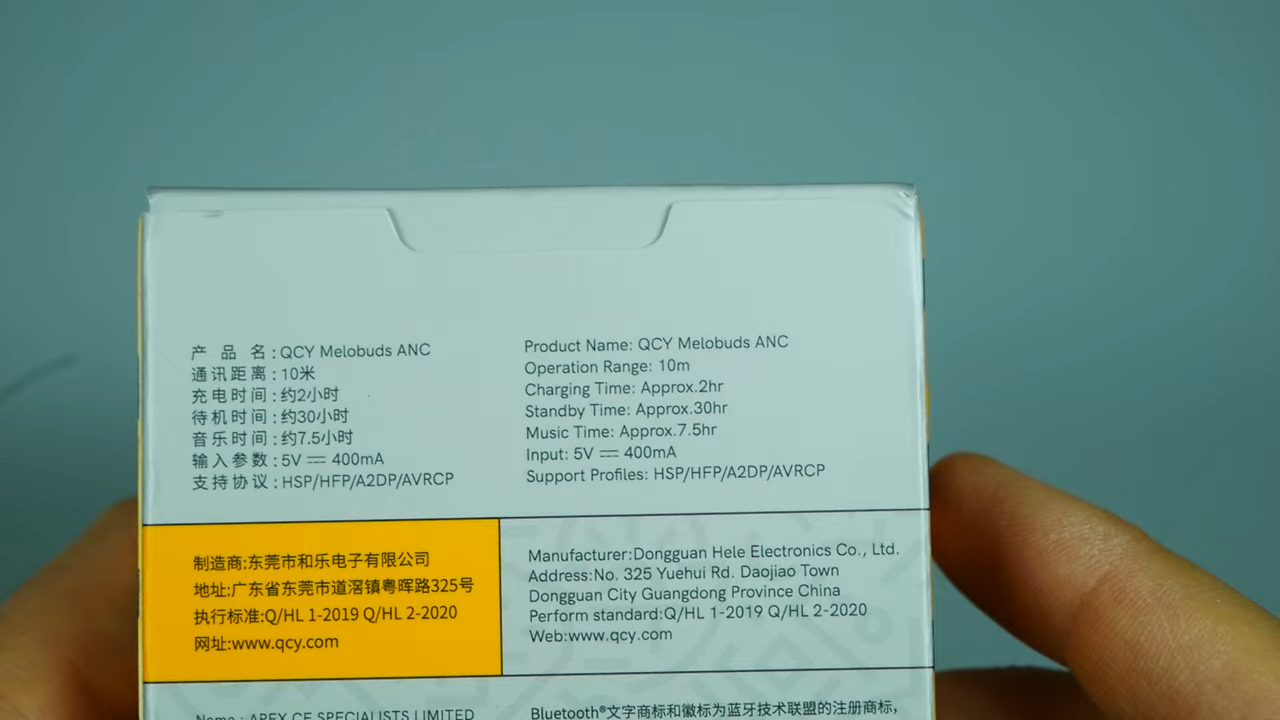 产品名:QCY Melobuds ANC
通讯距离:10米
充电时间:约2小时
待机时间:约30小时
音乐时间:约7.5小时
输入参数:5V ⎓ 400mA
支持协议:HSP/HFP/A2DP/AVRCP
Product Name: QCY Melobuds ANC
Operation Range: 10m
Charging Time: Approx.2hr
Standby Time: Approx.30hr
Music Time: Approx.7.5hr
Input: 5V ⎓ 400mA
Support Profiles: HSP/HFP/A2DP/AVRCP
制造商:东莞市和乐电子有限公司
地址:广东省东莞市道滘镇粤晖路325号
执行标准:Q/HL 1-2019 Q/HL 2-2020
网址:www.qcy.com
Manufacturer:Dongguan Hele Electronics Co., Ltd.
Address:No. 325 Yuehui Rd. Daojiao Town
Dongguan City Guangdong Province China
Perform standard:Q/HL 1-2019 Q/HL 2-2020
Web:www.qcy.com
Name: APEX CE SPECIALISTS LIMITED
Bluetooth®文字商标和徽标为蓝牙技术联盟的注册商标，